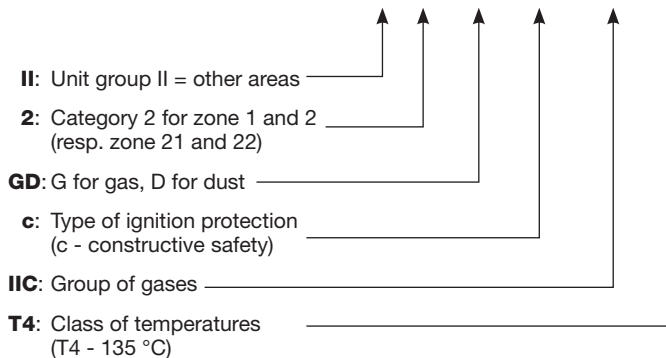 II: Unit group II = other areas
2: Category 2 for zone 1 and 2
(resp. zone 21 and 22)
GD: G for gas, D for dust
c: Type of ignition protection
(c - constructive safety)
IIC: Group of gases
T4: Class of temperatures
(T4 - 135 °C)